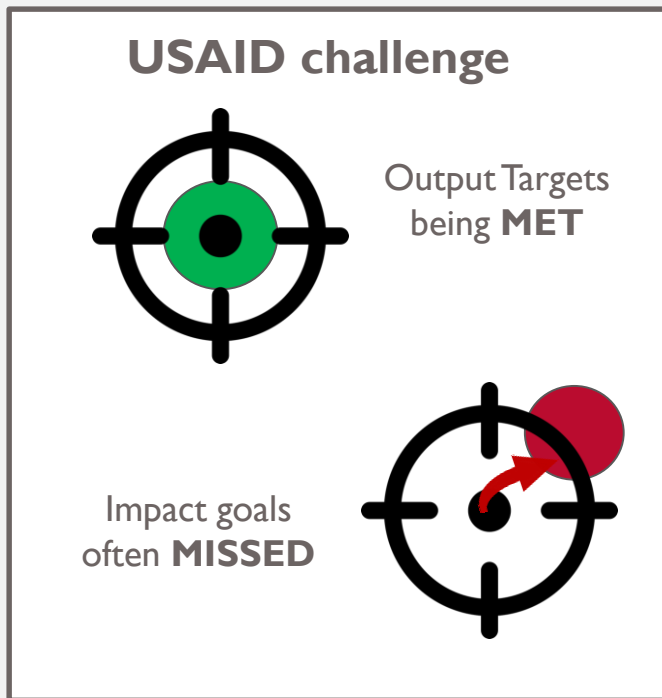 USAID challenge
Output Targets
being MET
Impact goals
often MISSED